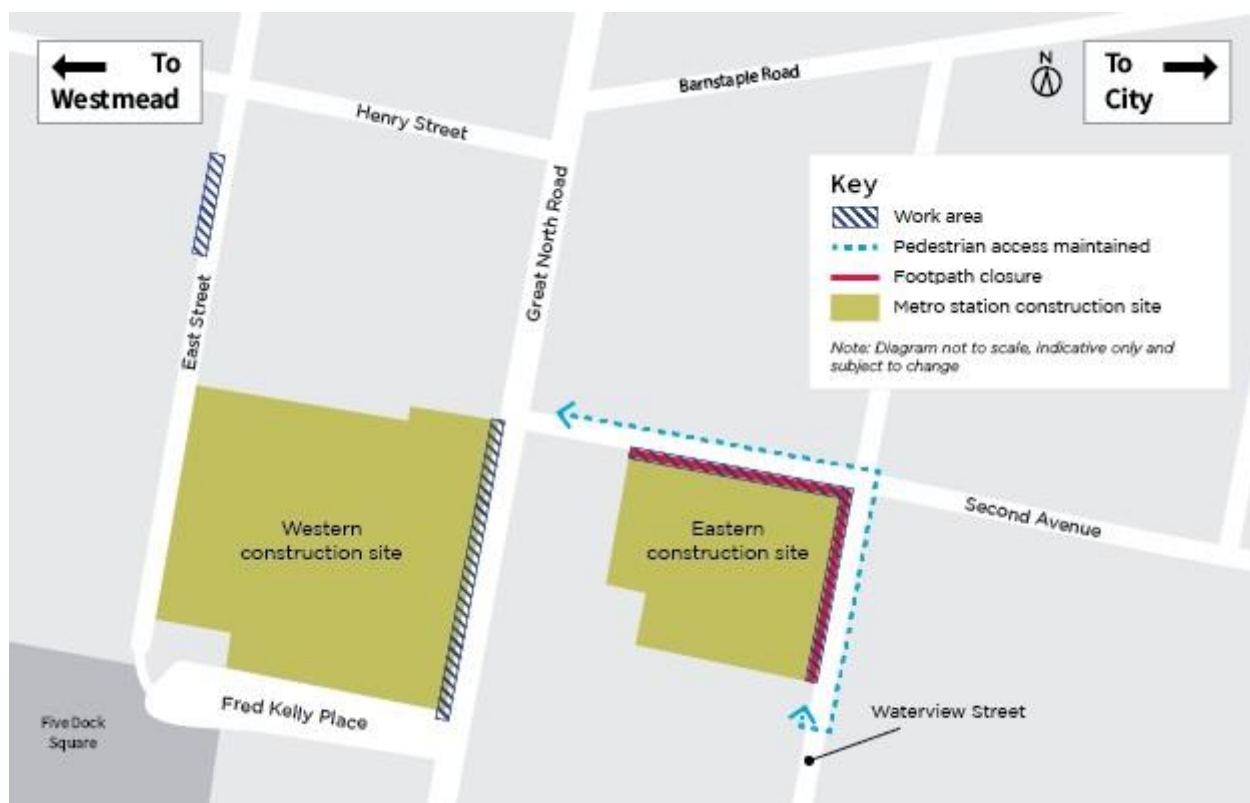 To
Westmead
Henry Street
Barnstaple Road
N
To
City
Key
Work area
Pedestrian access maintained
Footpath closure
Metro station construction site
Note: Diagram not to scale, indicative only and
subject to change
Great North Road
East Street
Western
construction site
Eastern
construction site
Second Avenue
Fred Kelly Place
Waterview Street
Five Dock
Square